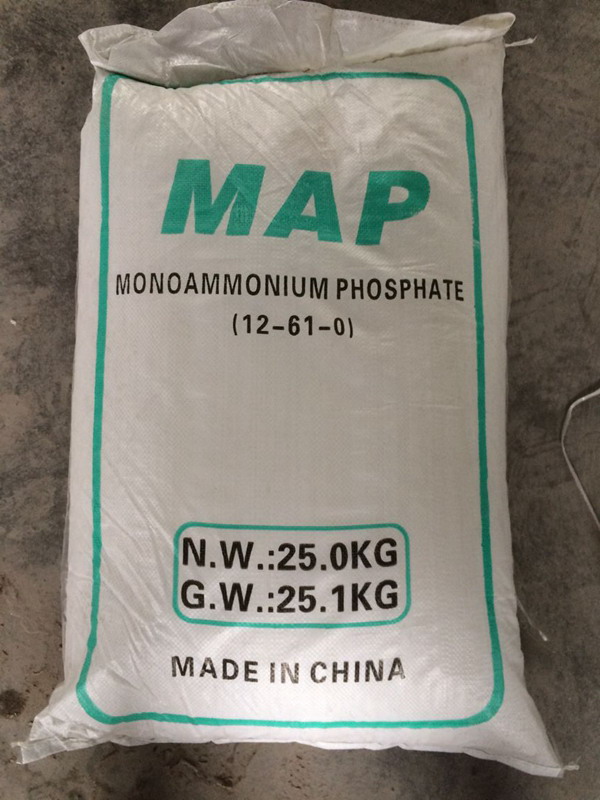 MAP
MONOAMMONIUM PHOSPHATE
(12-61-0)
N.W.:25.0KG
G.W.:25.1KG
MADE IN CHINA